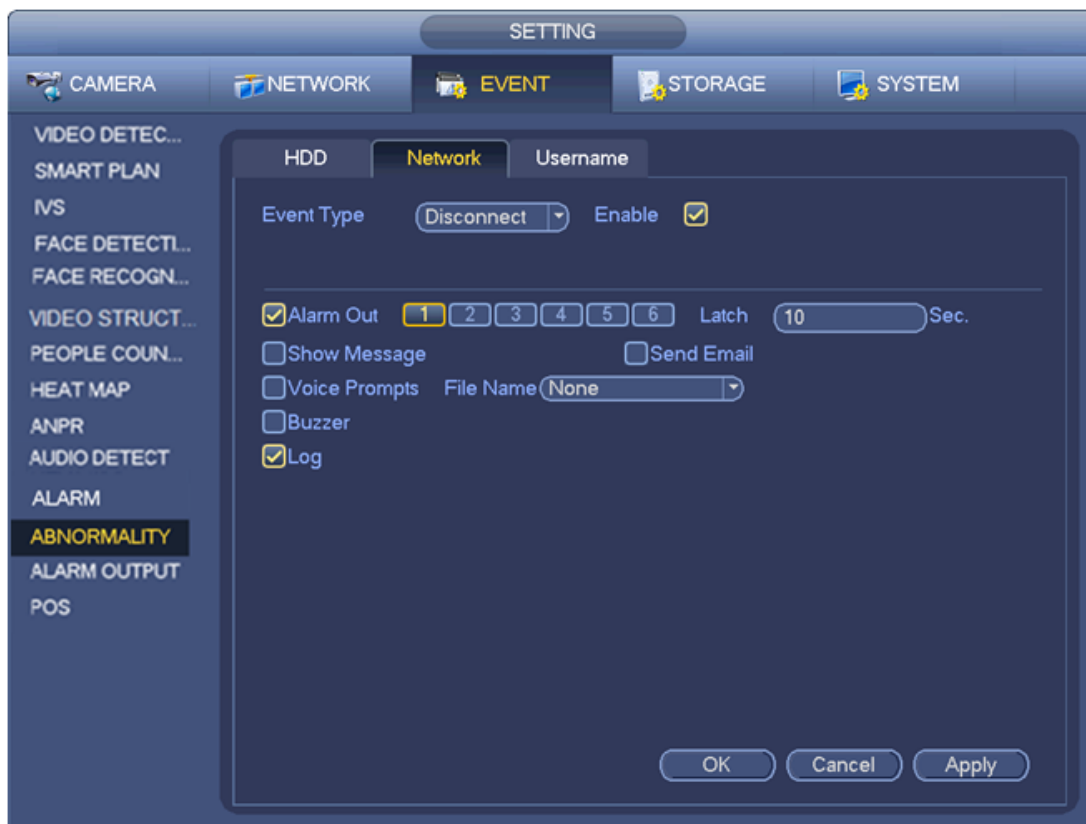 SETTING
CAMERA NETWORK EVENT STORAGE SYSTEM
VIDEO DETEC...
SMART PLAN
IVS
FACE DETECTI...
FACE RECOGN...
VIDEO STRUCT...
PEOPLE COUN...
HEAT MAP
ANPR
AUDIO DETECT
ALARM
ABNORMALITY
ALARM OUTPUT
POS
HDD Network Username
Event Type Disconnect Enable
Alarm Out 1 2 3 4 5 6 Latch 10 Sec.
Show Message Send Email
Voice Prompts File Name None
Buzzer
Log
OK Cancel Apply